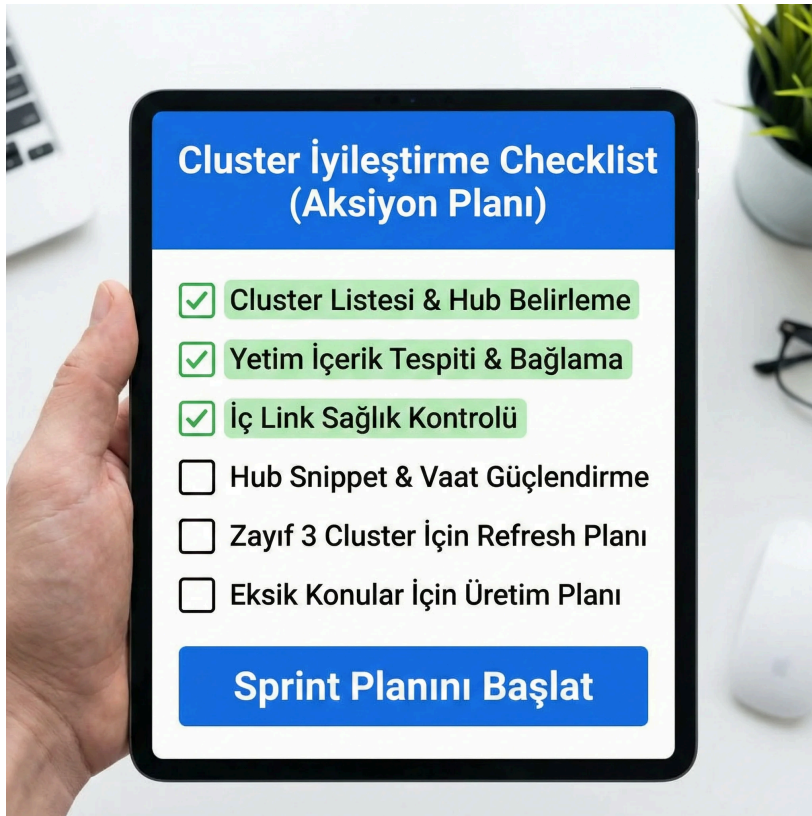 Cluster İyileştirme Checklist
(Aksiyon Planı)
Cluster Listesi & Hub Belirleme
Yetim İçerik Tespiti & Bağlama
İç Link Sağlık Kontrolü
Hub Snippet & Vaat Güçlendirme
Zayıf 3 Cluster İçin Refresh Planı
Eksik Konular İçin Üretim Planı
Sprint Planını Başlat